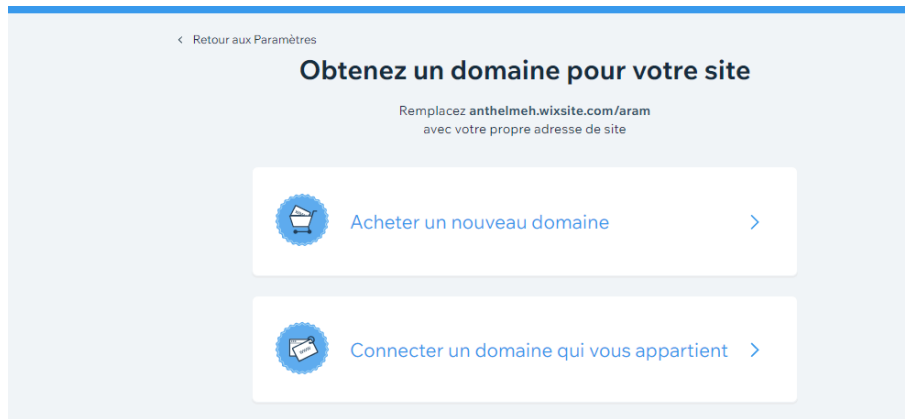 < Retour aux Paramètres
Obtenez un domaine pour votre site
Remplacez anthelmeh.wixsite.com/aram
avec votre propre adresse de site
Acheter un nouveau domaine
Connecter un domaine qui vous appartient